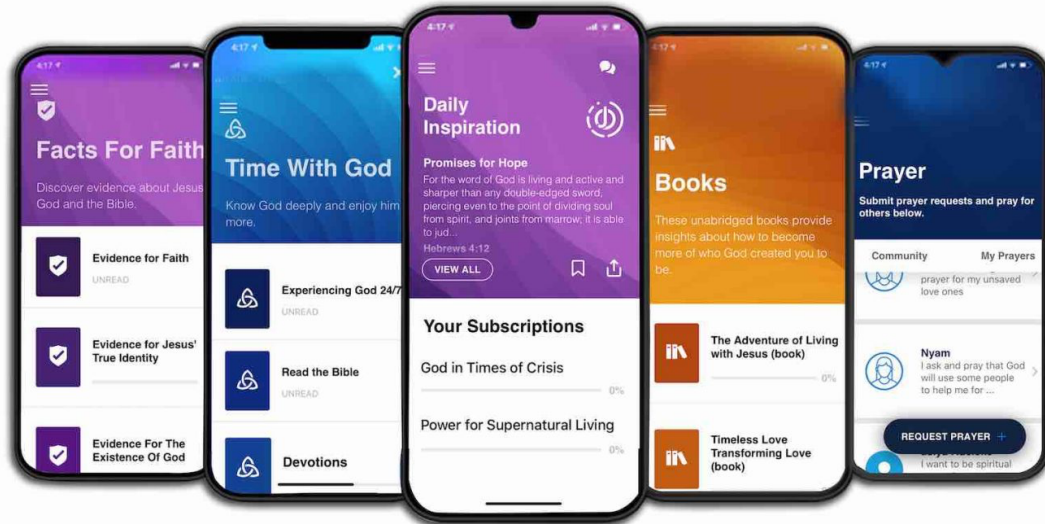 4:17
Facts For Faith
Discover evidence about Jesus
God and the Bible.
Evidence for Faith
UNREAD
Evidence for Jesus'
True Identity
Evidence For The
Existence Of God
4:17
Time With God
Know God deeply and enjoy him
more.
Experiencing God 24/7
UNREAD
Read the Bible
UNREAD
Devotions
4:17
Daily
Inspiration
Promises for Hope
For the word of God is living and active and
sharper than any double-edged sword,
piercing even to the point of dividing soul
from spirit, and joints from marrow; it is able
to jud...
Hebrews 4:12
VIEW ALL
Your Subscriptions
God in Times of Crisis
0%
Power for Supernatural Living
0%
4:17
Books
These unabridged books provide
insights about how to become
more of who God created you to
be.
The Adventure of Living
with Jesus (book)
0%
Timeless Love
Transforming Love
(book)
4:17
Prayer
Submit prayer requests and pray for
others below.
Community
My Prayers
prayer for my unsaved
love ones
Nyam
I ask and pray that God
will use some people
to help me for ...
REQUEST PRAYER +
I want to be spiritual